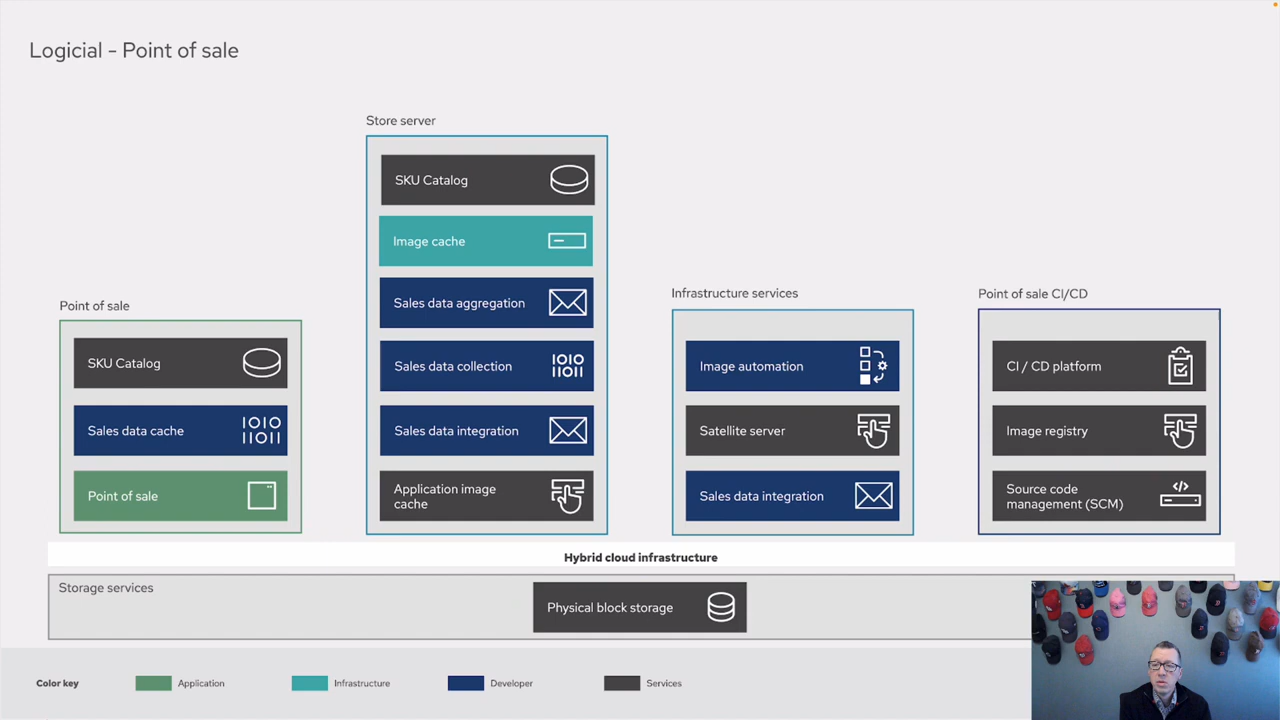 Logicial - Point of sale
Store server
SKU Catalog
Image cache
Sales data aggregation
Sales data collection
Sales data integration
Application image
cache
Point of sale
SKU Catalog
Sales data cache
1010
11011
Point of sale
Infrastructure services
Image automation
Satellite server
Sales data integration
Point of sale CI/CD
CI / CD platform
Image registry
Source code
management (SCM)
Hybrid cloud infrastructure
Storage services
Physical block storage
Color key
Application
Infrastructure
Developer
Services